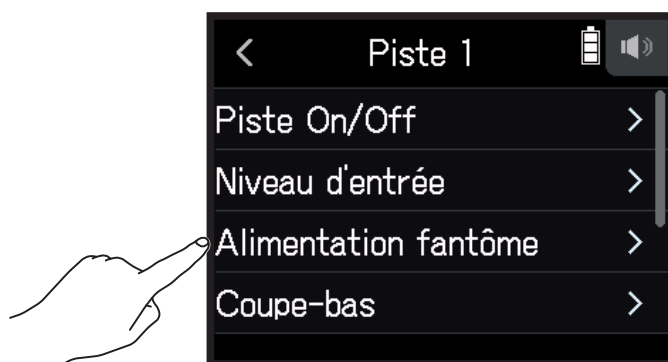 Piste 1
Piste On/Off
Niveau d'entrée
Alimentation fantôme
Coupe-bas